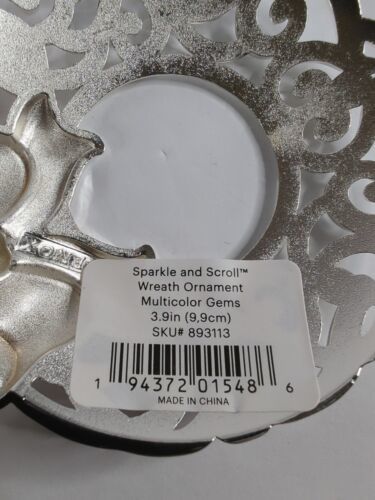 LENOX
Sparkle and Scroll™
Wreath Ornament
Multicolor Gems
3.9in (9,9cm)
SKU# 893113
1 94372 01548 6
MADE IN CHINA